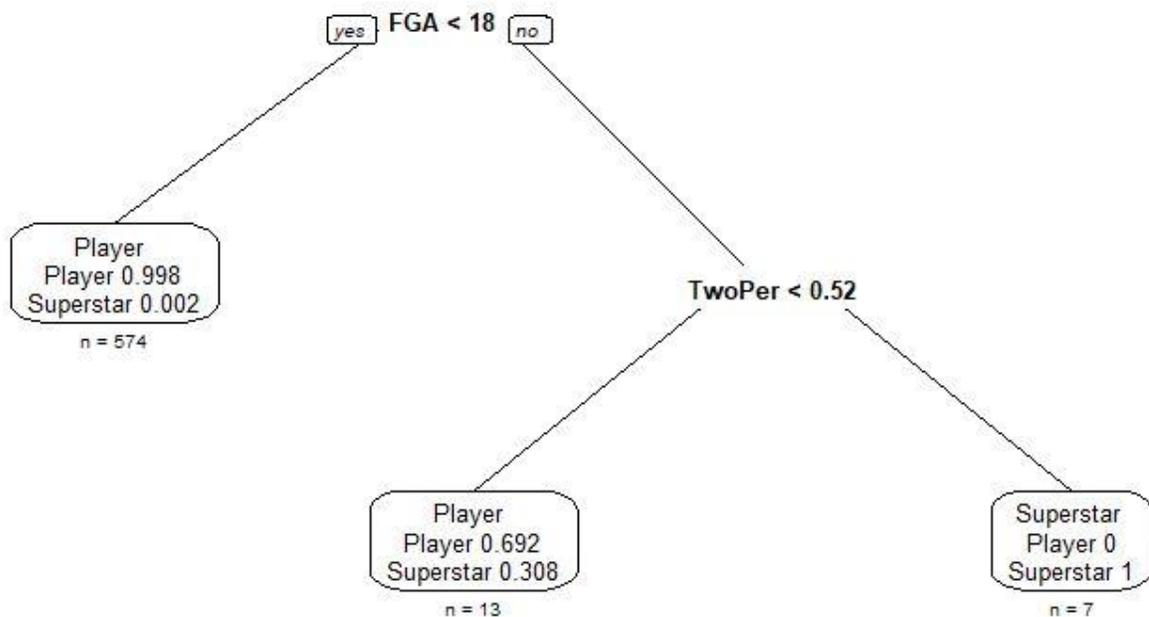 yes FGA < 18 no
Player
Player 0.998
Superstar 0.002
n = 574
TwoPer < 0.52
Player
Player 0.692
Superstar 0.308
n = 13
Superstar
Player 0
Superstar 1
n = 7